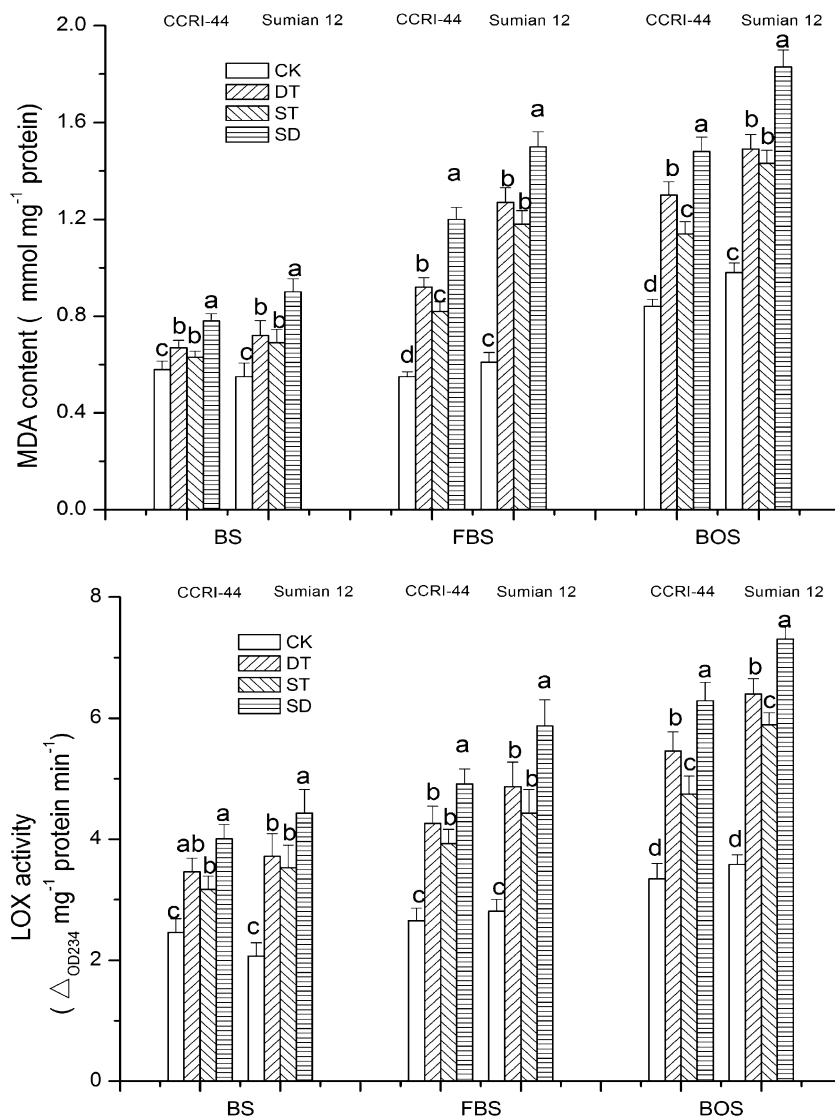 CCRI-44 Sumian 12 CCRI-44 Sumian 12 CCRI-44 Sumian 12
2.0
1.6
1.2
0.8
0.4
0.0
MDA content ( mmol mg-1 protein)
CK
DT
ST
SD
c b b a c b b a
d b c a c b b a
d b c a c b b a
BS FBS BOS
CCRI-44 Sumian 12 CCRI-44 Sumian 12 CCRI-44 Sumian 12
8
6
4
2
0
LOX activity
( △OD234 mg-1 protein min-1)
CK
DT
ST
SD
c ab b a c b b a
c b b a c b b a
d b c a d b c a
BS FBS BOS